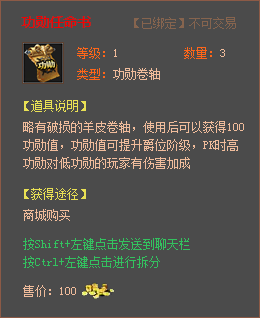 【已绑定】不可交易
功勋
等级：1
数量：3
类型：功勋卷轴
【道具说明】
略有破损的羊皮卷轴，使用后可以获得100
功勋值，功勋值可提升爵位阶级，PK时高
功勋对低功勋的玩家有伤害加成
【获得途径】
商城购买
按Shift+左键点击发送到聊天栏
按Ctrl+左键点击进行拆分
售价：100